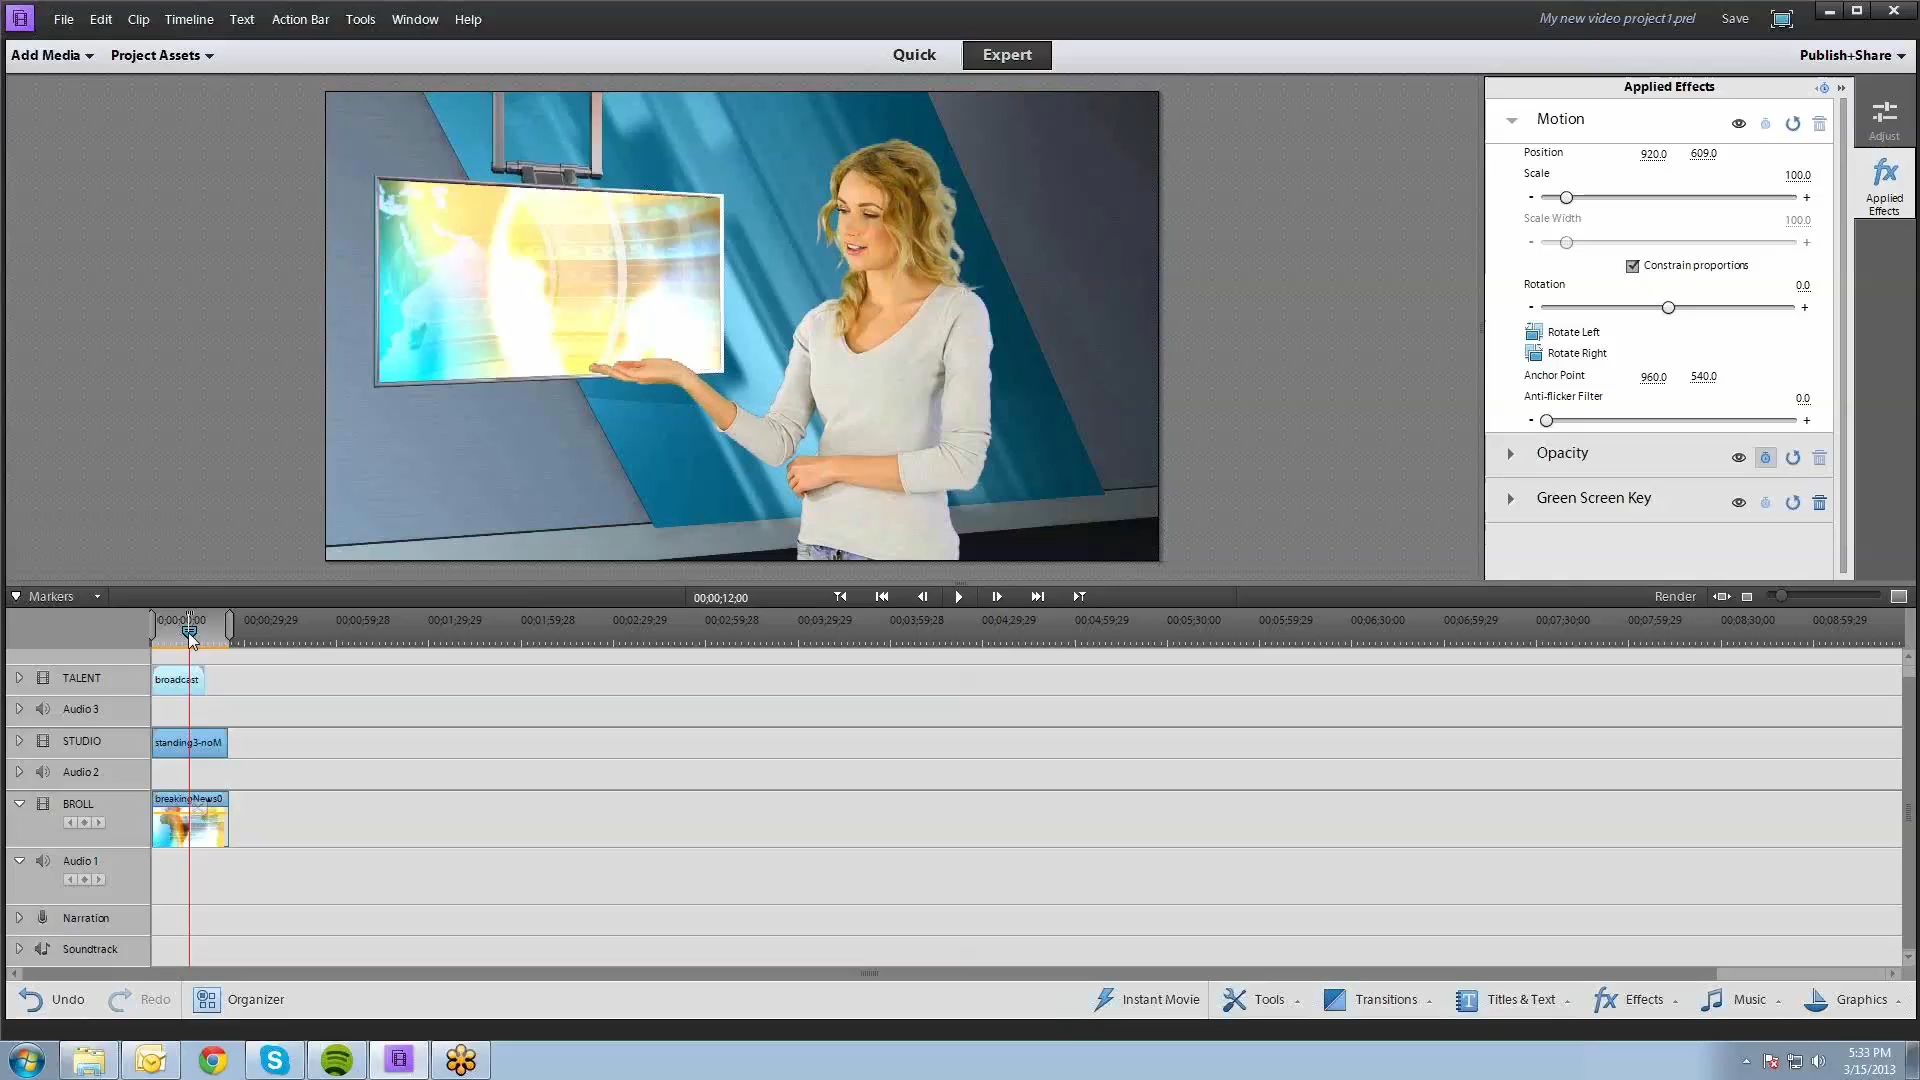 File Edit Clip Timeline Text Action Bar Tools Window Help
My new video project1.prel Save
Add Media Project Assets
Quick Expert
Publish+Share
Applied Effects
Motion
Position 920.0 609.0
Scale 100.0
- +
Scale Width 100.0
- +
Constrain proportions
Rotation 0.0
- +
Rotate Left
Rotate Right
Anchor Point 960.0 540.0
Anti-flicker Filter 0.0
- +
Opacity
Green Screen Key
Adjust
fx
Applied
Effects
Markers
00;00;12;00
Render
00;00;29;29 00;00;59;28 00;01;29;29 00;01;59;28 00;02;29;29 00;02;59;28 00;03;29;29 00;03;59;28 00;04;29;29 00;04;59;29 00;05;30;00 00;05;59;28 00;06;30;00 00;06;59;29 00;07;30;00 00;07;59;29 00;08;30;00 00;08;59;29
TALENT broadcast
Audio 3
STUDIO standing3-noM
Audio 2
BROLL breakingNews0
Audio 1
Narration
Soundtrack
Undo Redo Organizer
Instant Movie Tools Transitions Titles & Text fx Effects Music Graphics
5:33 PM
3/15/2013